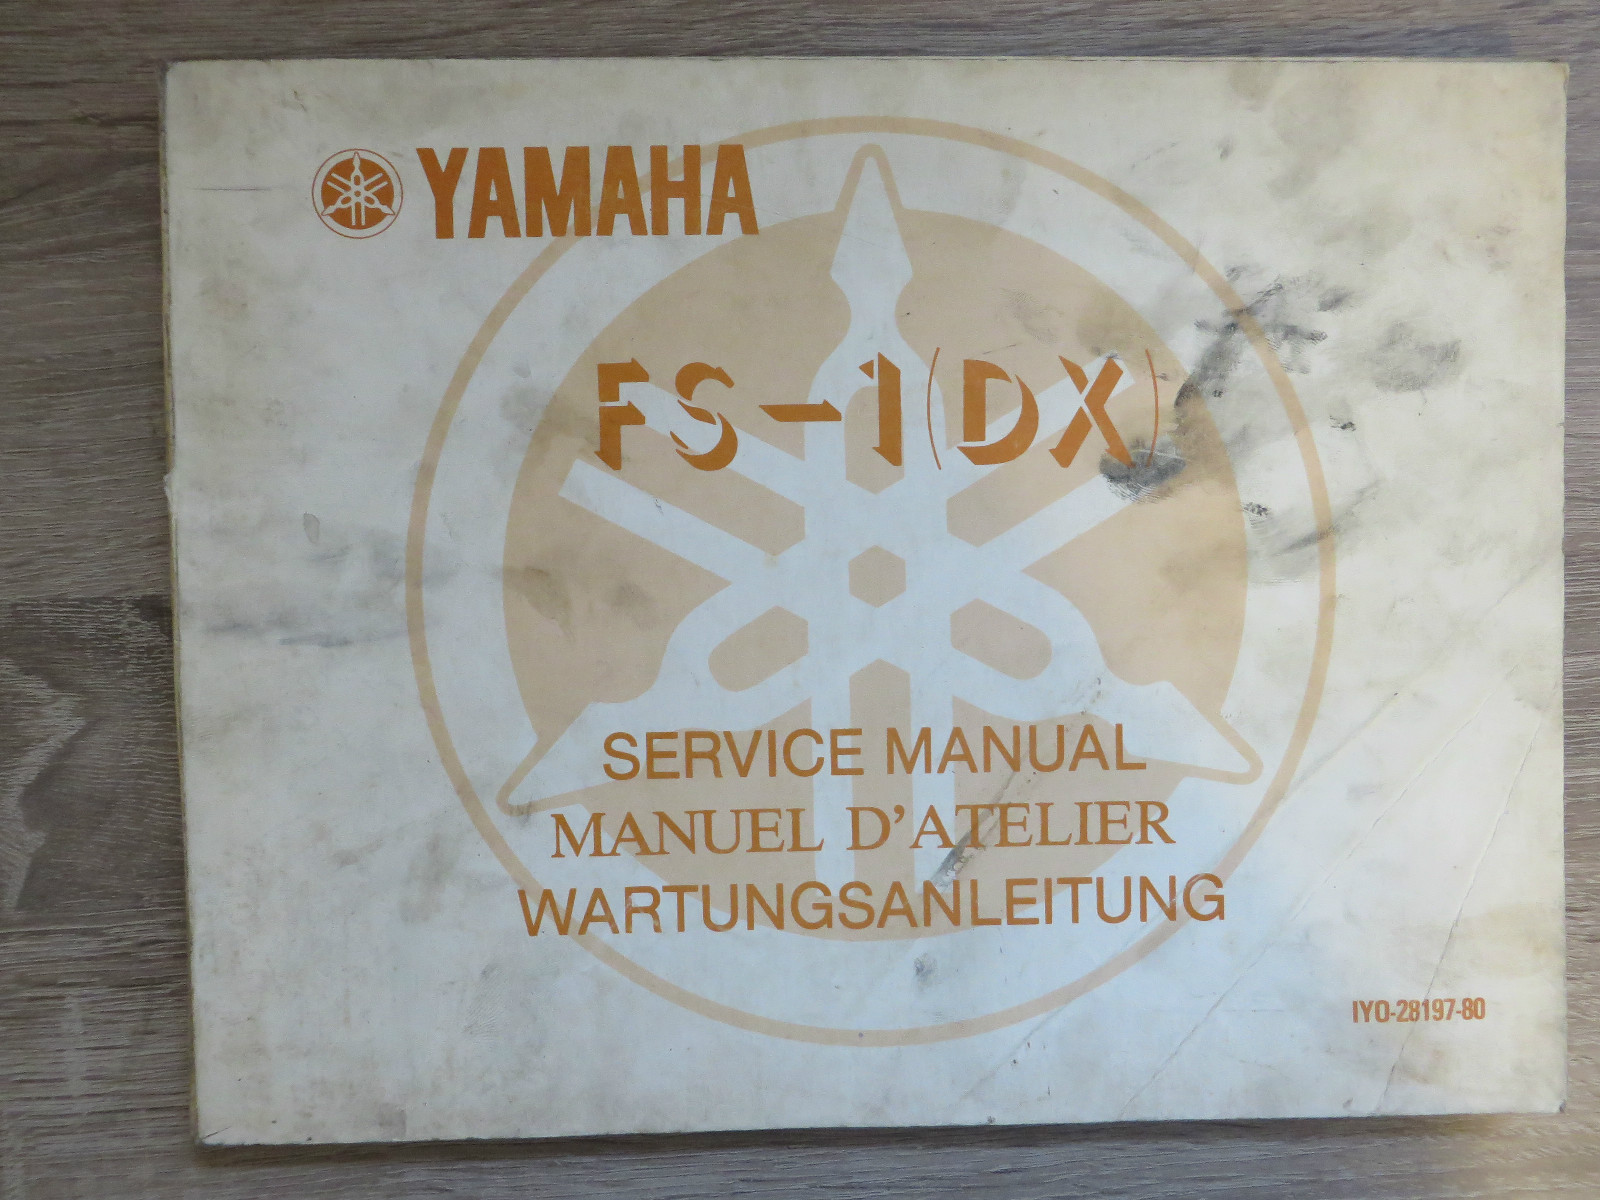 YAMAHA
FS-1(DX)
SERVICE MANUAL
MANUEL D'ATELIER
WARTUNGSANLEITUNG
IYO-28197-80